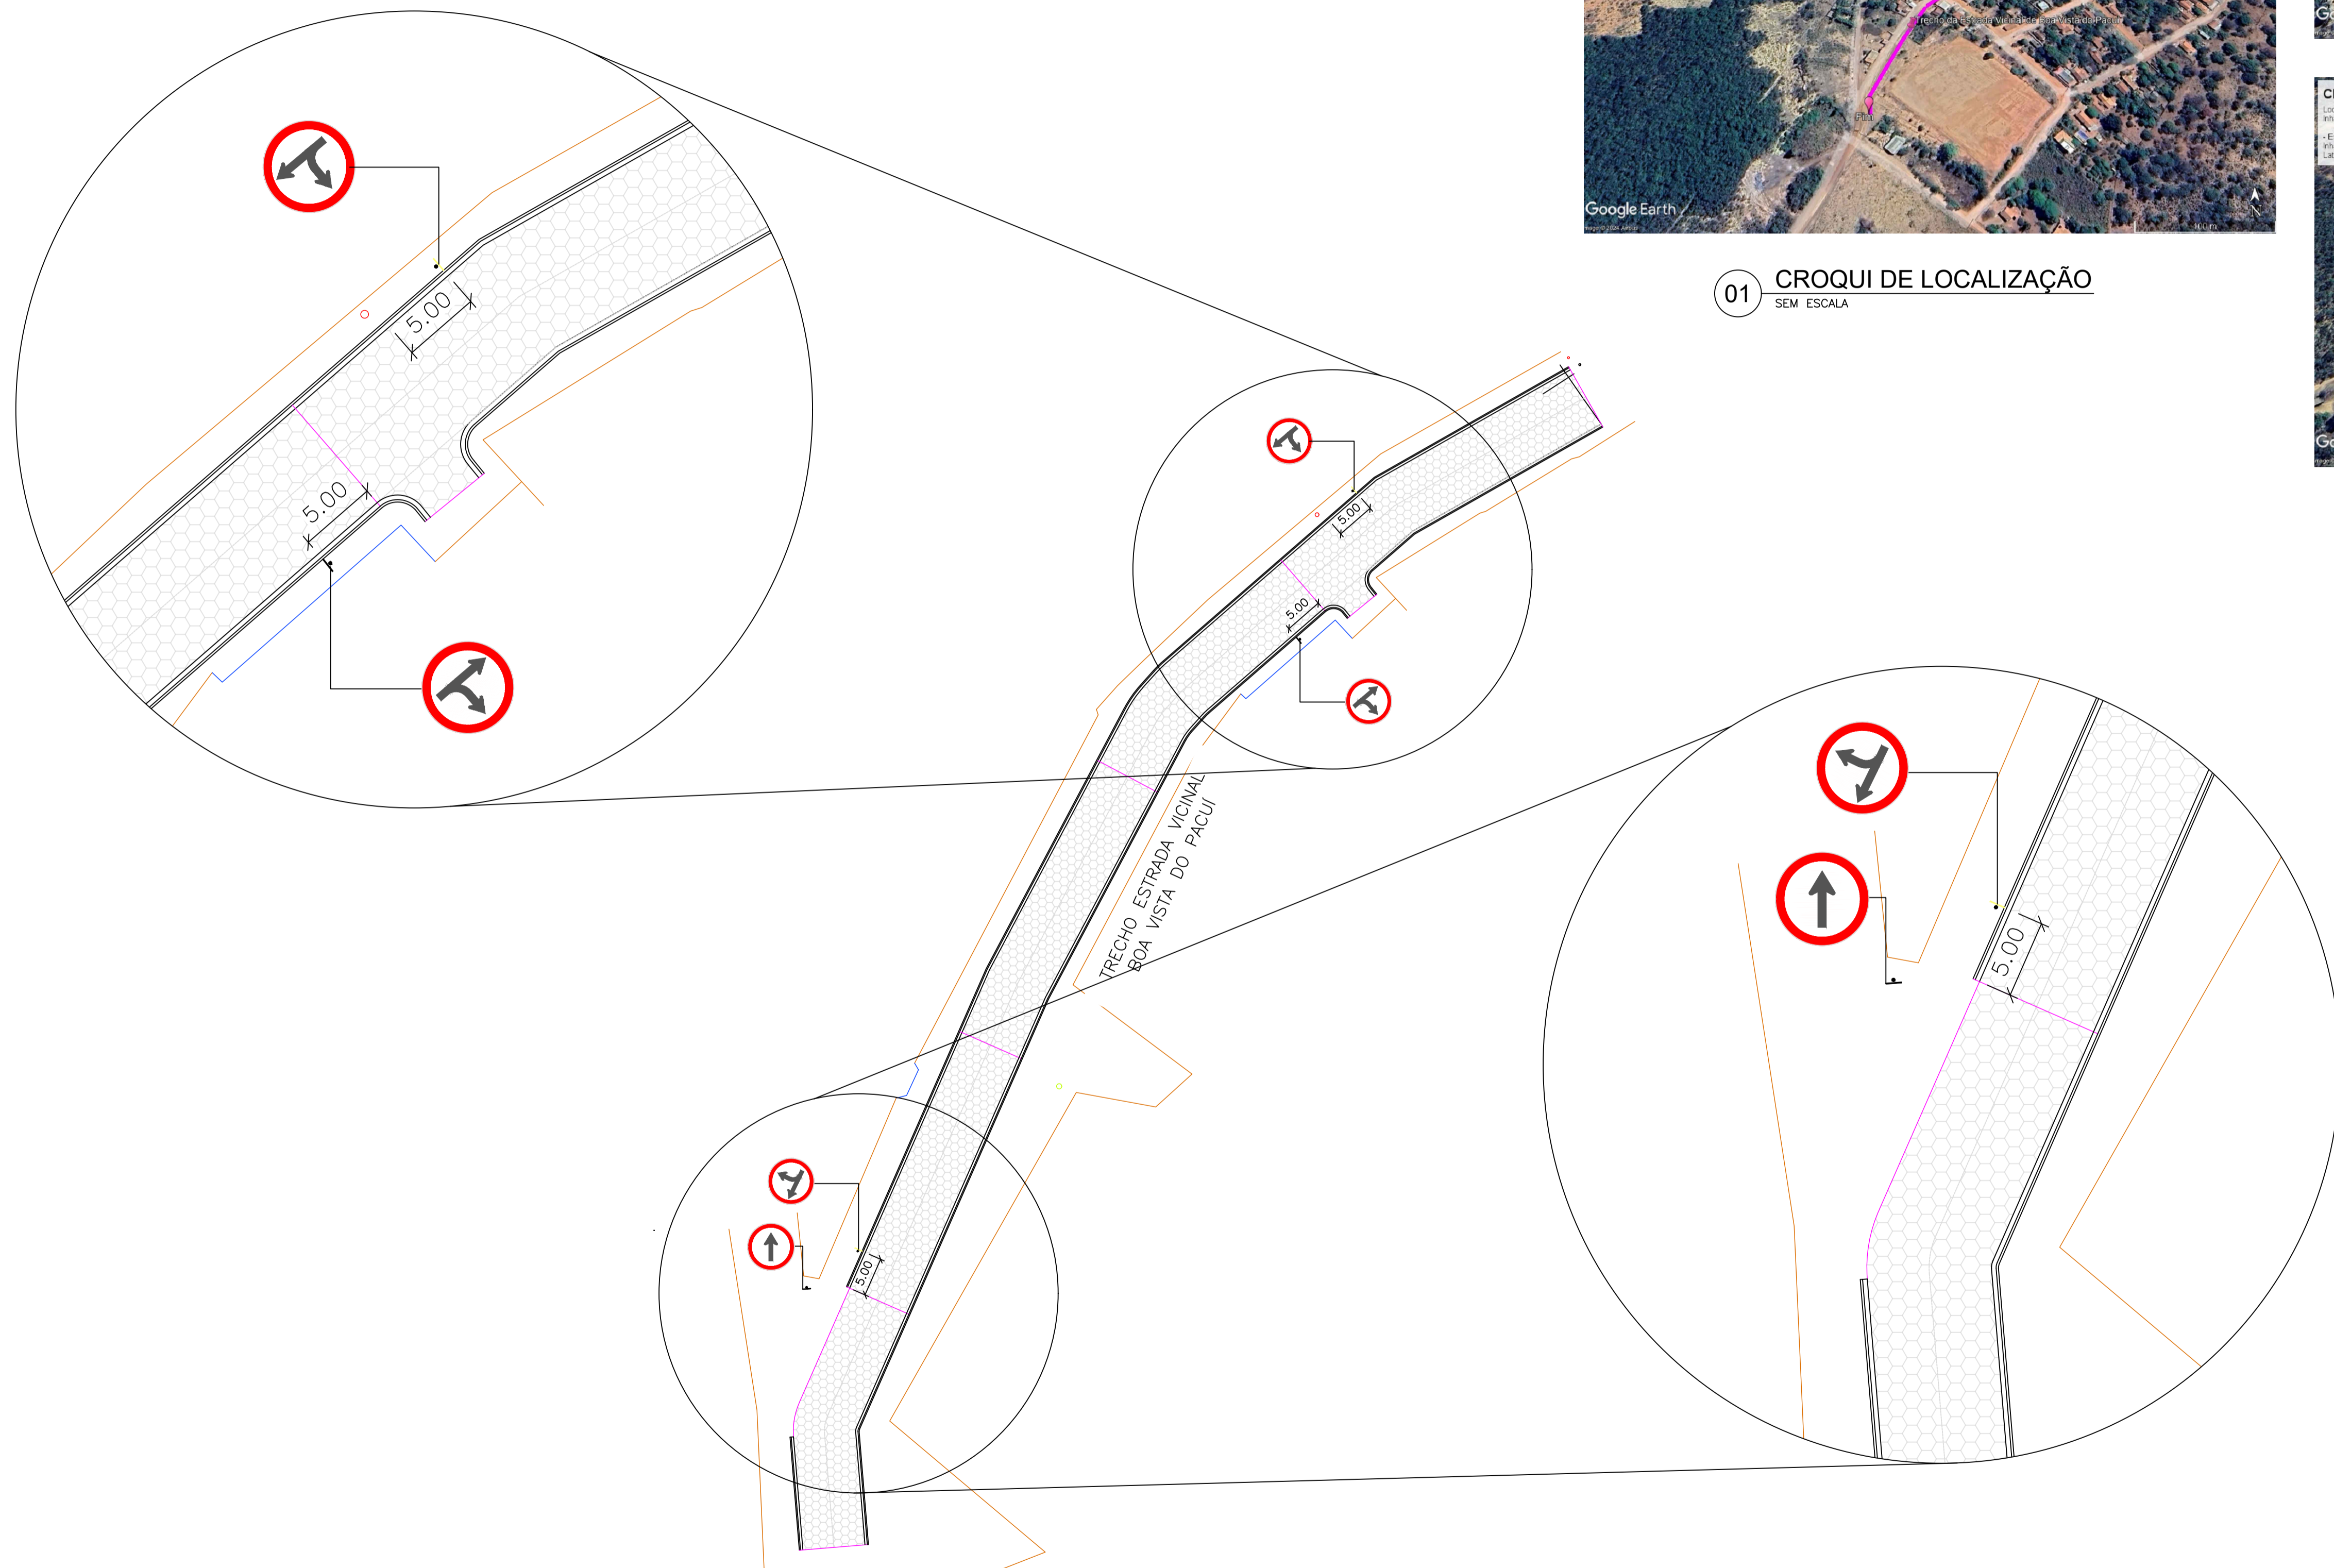 Trecho da Estrada Vicinal de Boa Vista do Pacuí
Fim
Google Earth
100 m
N
01
CROQUI DE LOCALIZAÇÃO
SEM ESCALA
5.00
5.00
5.00
5.00
TRECHO ESTRADA VICINAL
BOA VISTA DO PACUÍ
5.00
5.00